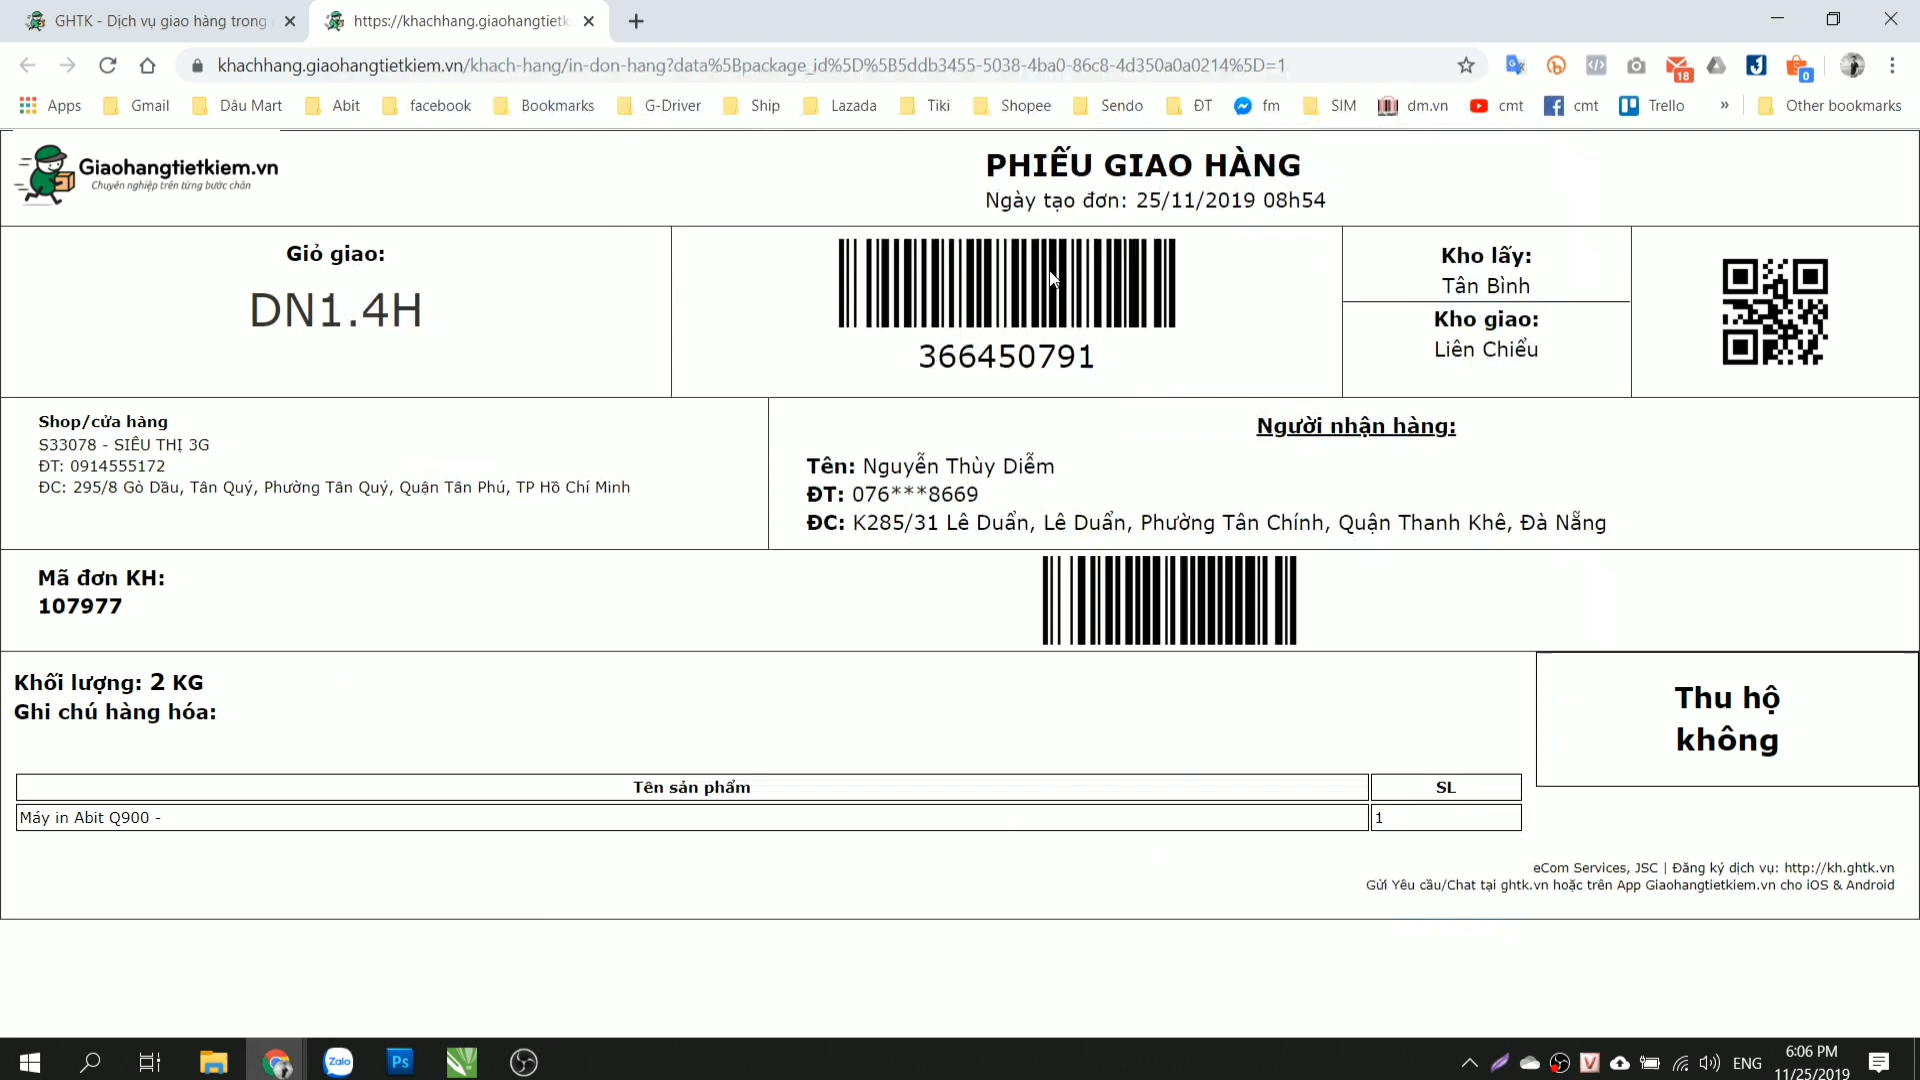 GHTK - Dịch vụ giao hàng trong
https://khachhang.giaohangtietk
khachhang.giaohangtietkiem.vn/khach-hang/in-don-hang?data%5Bpackage_id%5D%5B5ddb3455-5038-4ba0-86c8-4d350a0a0214%5D=1
18
0
Apps Gmail Dâu Mart Abit facebook Bookmarks G-Driver Ship Lazada Tiki Shopee Sendo ĐT fm SIM dm.vn cmt cmt Trello » Other bookmarks
Giaohangtietkiem.vn
Chuyên nghiệp trên từng bước chân
PHIẾU GIAO HÀNG
Ngày tạo đơn: 25/11/2019 08h54
Giỏ giao:
DN1.4H
366450791
Kho lấy:
Tân Bình
Kho giao:
Liên Chiểu
Shop/cửa hàng
S33078 - SIÊU THỊ 3G
ĐT: 0914555172
ĐC: 295/8 Gò Dầu, Tân Quý, Phường Tân Quý, Quận Tân Phú, TP Hồ Chí Minh
Người nhận hàng:
Tên: Nguyễn Thùy Diễm
ĐT: 076***8669
ĐC: K285/31 Lê Duẩn, Lê Duẩn, Phường Tân Chính, Quận Thanh Khê, Đà Nẵng
Mã đơn KH:
107977
Khối lượng: 2 KG
Ghi chú hàng hóa:
Thu hộ
không
Tên sản phẩm SL
Máy in Abit Q900 - 1
eCom Services, JSC | Đăng ký dịch vụ: http://kh.ghtk.vn
Gửi Yêu cầu/Chat tại ghtk.vn hoặc trên App Giaohangtietkiem.vn cho iOS & Android
Zalo
Ps
V
ENG
6:06 PM
11/25/2019